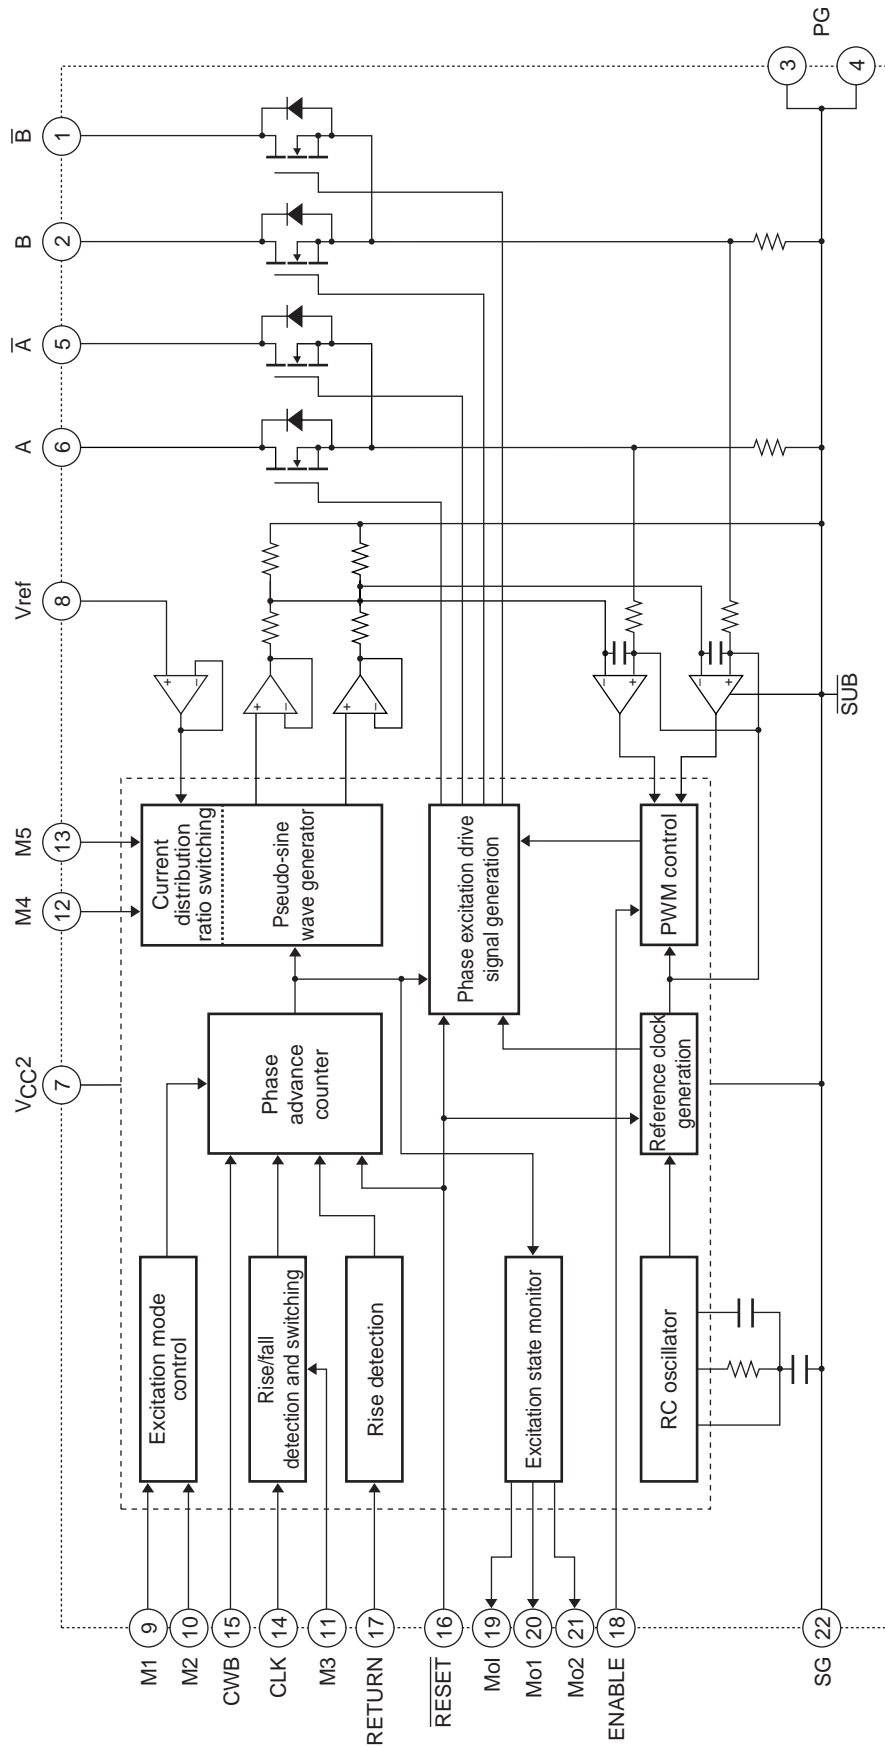 VCC2
7
M4
12
M5
13
Vref
8
A
6
A
5
B
2
B
1
PG
3
4
M1
9
M2
10
CWB
15
CLK
14
M3
11
RETURN
17
RESET
16
MoI
19
Mo1
20
Mo2
21
ENABLE
18
SG
22
SUB
Excitation mode
control
Rise/fall
detection and switching
Rise detection
Phase
advance
counter
Current
distribution
ratio switching
Pseudo-sine
wave generator
Phase excitation drive
signal generation
Excitation state monitor
RC oscillator
Reference clock
generation
PWM control
+
−
+
−
+
−
−
+
−
+